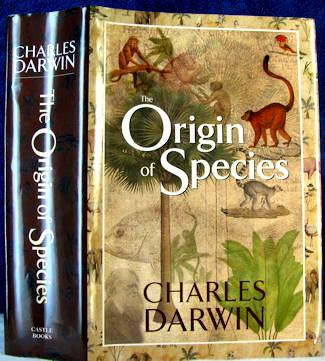 CHARLES
DARWIN
The Origin of Species
CASTLE
BOOKS
The
Origin
of Species
CHARLES
DARWIN